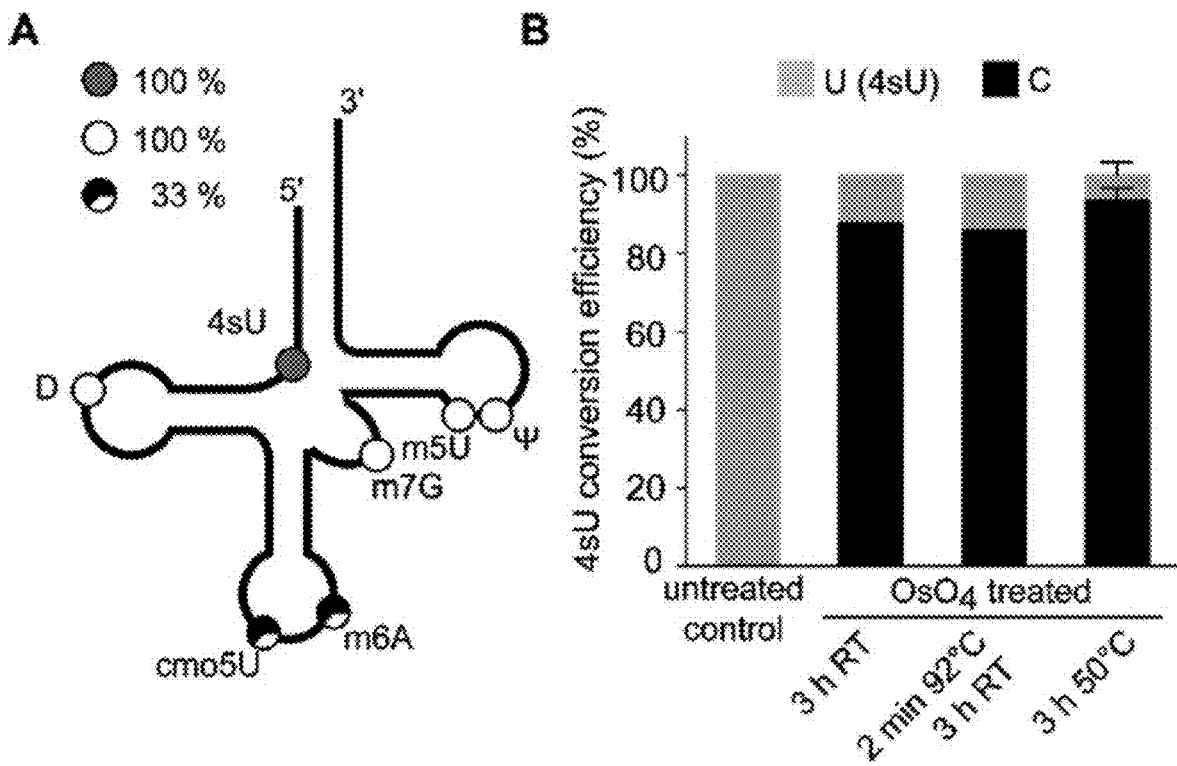 A
100 %
100 %
33 %
3'
5'
4sU
D
m5U
Ψ
m7G
m6A
cmo5U
B
U (4sU)
C
4sU conversion efficiency (%)
100
80
60
40
20
0
untreated
control
OsO4 treated
3 h RT
2 min 92°C
3 h RT
3 h 50°C